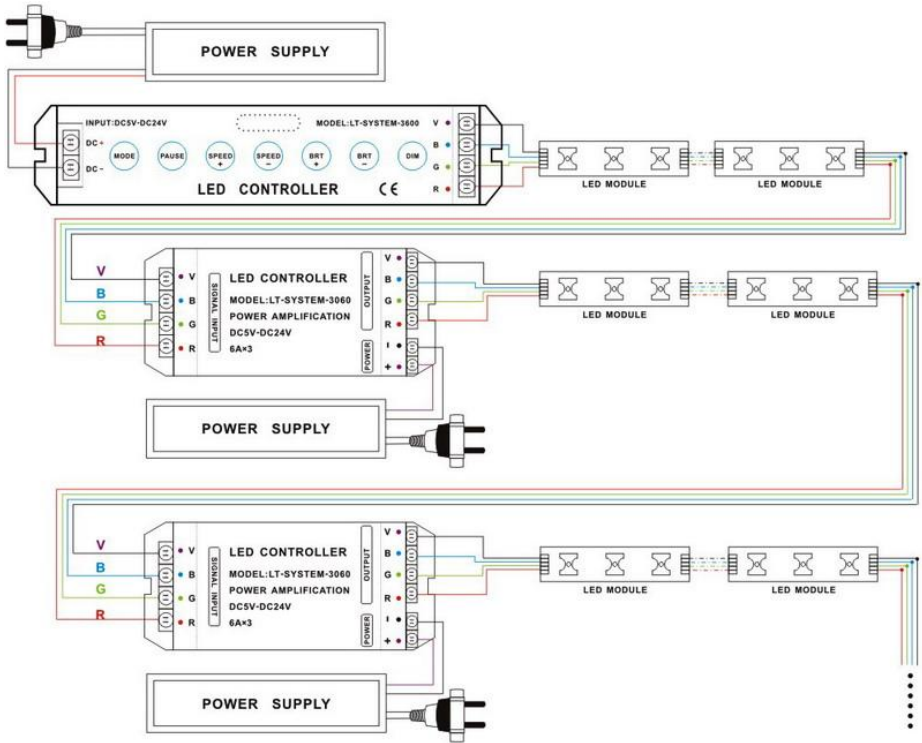 POWER SUPPLY
INPUT:DC5V-DC24V
MODEL:LT-SYSTEM-3600
V
B
G
R
DC +
DC −
MODE
PAUSE
SPEED +
SPEED −
BRT +
BRT −
DIM
LED CONTROLLER
CE
LED MODULE
LED MODULE
V
B
G
R
V
B
G
R
SIGNAL INPUT
LED CONTROLLER
MODEL:LT-SYSTEM-3060
POWER AMPLIFICATION
DC5V-DC24V
6A×3
OUTPUT
POWER
V
B
G
R
−
+
LED MODULE
LED MODULE
POWER SUPPLY
V
B
G
R
V
B
G
R
SIGNAL INPUT
LED CONTROLLER
MODEL:LT-SYSTEM-3060
POWER AMPLIFICATION
DC5V-DC24V
6A×3
OUTPUT
POWER
V
B
G
R
−
+
LED MODULE
LED MODULE
POWER SUPPLY